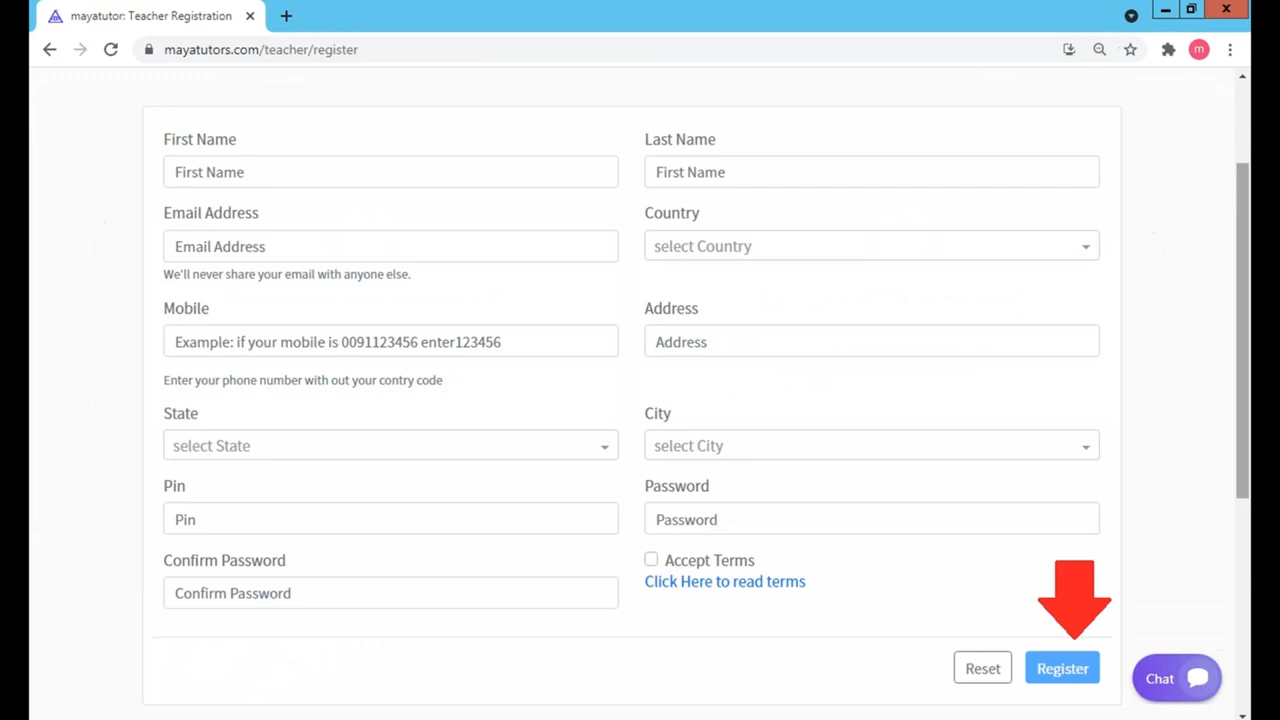 mayatutor: Teacher Registration
mayatutors.com/teacher/register
m
First Name
Last Name
First Name
First Name
Email Address
Country
Email Address
select Country
We'll never share your email with anyone else.
Mobile
Address
Example: if your mobile is 0091123456 enter123456
Address
Enter your phone number with out your contry code
State
City
select State
select City
Pin
Password
Pin
Password
Confirm Password
Accept Terms
Click Here to read terms
Confirm Password
Reset
Register
Chat